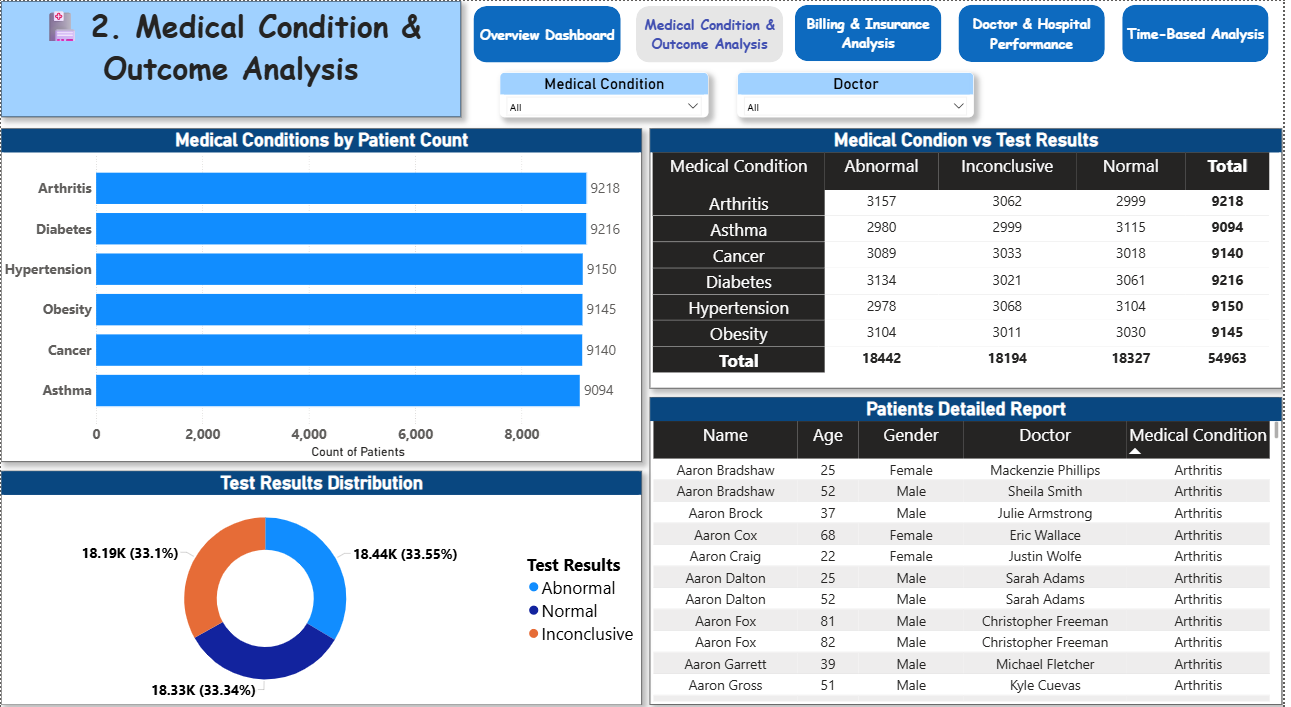 2. Medical Condition &
Outcome Analysis
Overview Dashboard
Medical Condition &
Outcome Analysis
Billing & Insurance
Analysis
Doctor & Hospital
Performance
Time-Based Analysis
Medical Condition
All
Doctor
All
Medical Conditions by Patient Count
Arthritis 9218
Diabetes 9216
Hypertension 9150
Obesity 9145
Cancer 9140
Asthma 9094
0 2,000 4,000 6,000 8,000
Count of Patients
Medical Condion vs Test Results
Medical Condition Abnormal Inconclusive Normal Total
Arthritis 3157 3062 2999 9218
Asthma 2980 2999 3115 9094
Cancer 3089 3033 3018 9140
Diabetes 3134 3021 3061 9216
Hypertension 2978 3068 3104 9150
Obesity 3104 3011 3030 9145
Total 18442 18194 18327 54963
Test Results Distribution
18.19K (33.1%)
18.44K (33.55%)
18.33K (33.34%)
Test Results
Abnormal
Normal
Inconclusive
Patients Detailed Report
Name Age Gender Doctor Medical Condition
Aaron Bradshaw 25 Female Mackenzie Phillips Arthritis
Aaron Bradshaw 52 Male Sheila Smith Arthritis
Aaron Brock 37 Male Julie Armstrong Arthritis
Aaron Cox 68 Female Eric Wallace Arthritis
Aaron Craig 22 Female Justin Wolfe Arthritis
Aaron Dalton 25 Male Sarah Adams Arthritis
Aaron Dalton 52 Male Sarah Adams Arthritis
Aaron Fox 81 Male Christopher Freeman Arthritis
Aaron Fox 82 Male Christopher Freeman Arthritis
Aaron Garrett 39 Male Michael Fletcher Arthritis
Aaron Gross 51 Male Kyle Cuevas Arthritis